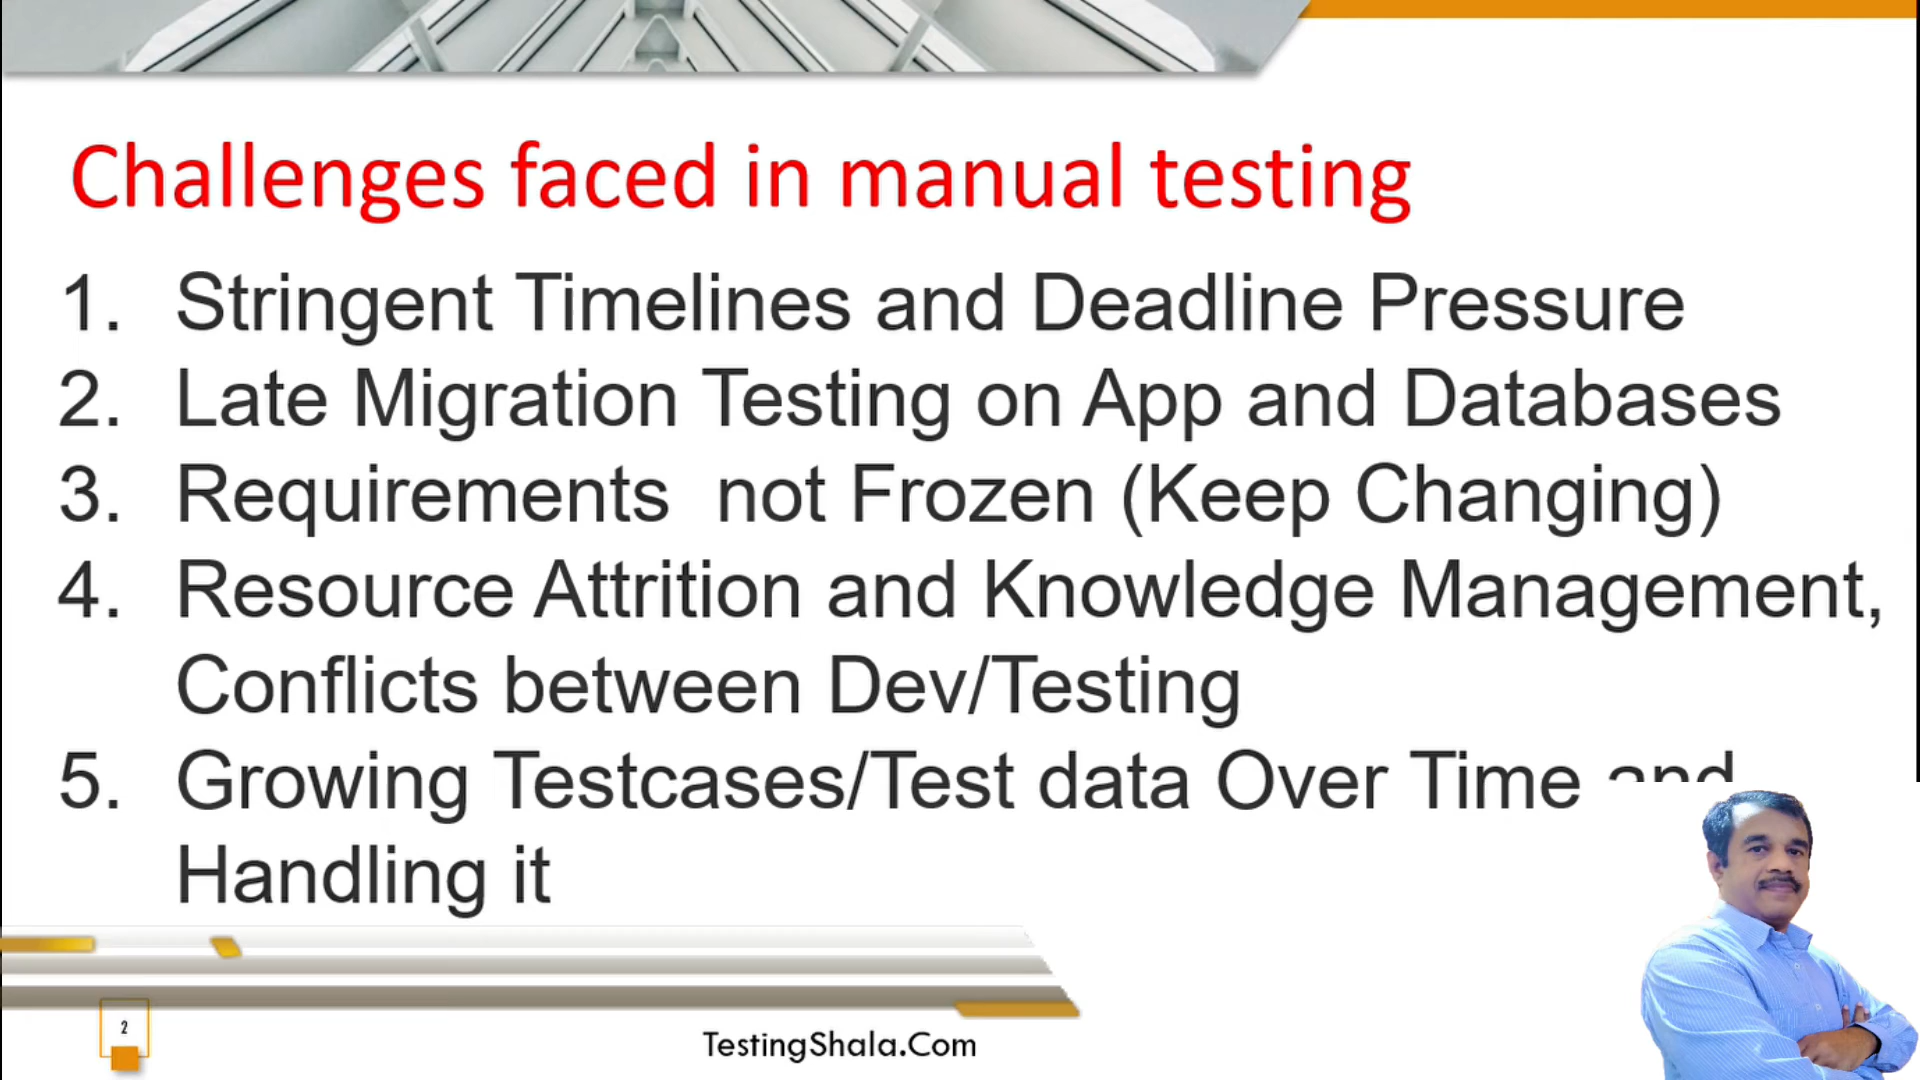 Challenges faced in manual testing
1. Stringent Timelines and Deadline Pressure
2. Late Migration Testing on App and Databases
3. Requirements  not Frozen (Keep Changing)
4. Resource Attrition and Knowledge Management,
Conflicts between Dev/Testing
5. Growing Testcases/Test data Over Time and
Handling it
2
TestingShala.Com